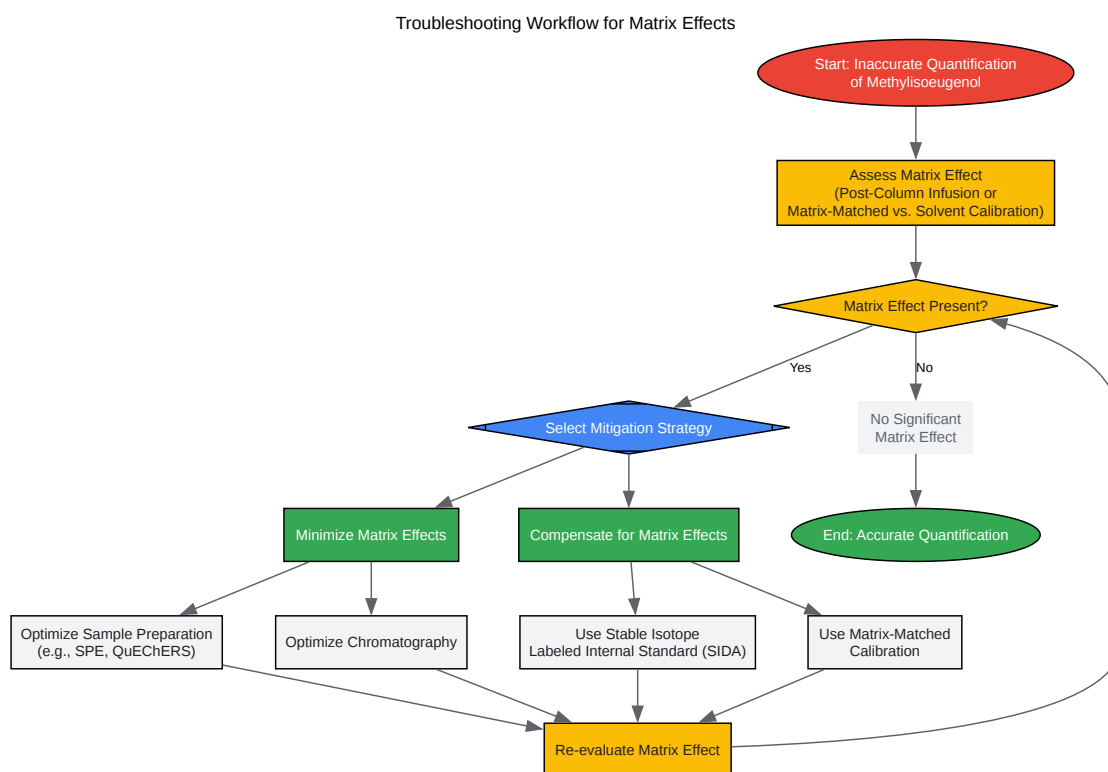 Troubleshooting Workflow for Matrix Effects
Start: Inaccurate Quantification
of Methylisoeugenol
Assess Matrix Effect
(Post-Column Infusion or
Matrix-Matched vs. Solvent Calibration)
Matrix Effect Present?
Yes
No
Select Mitigation Strategy
No Significant
Matrix Effect
Minimize Matrix Effects
Compensate for Matrix Effects
End: Accurate Quantification
Optimize Sample Preparation
(e.g., SPE, QuEChERS)
Optimize Chromatography
Use Stable Isotope
Labeled Internal Standard (SIDA)
Use Matrix-Matched
Calibration
Re-evaluate Matrix Effect